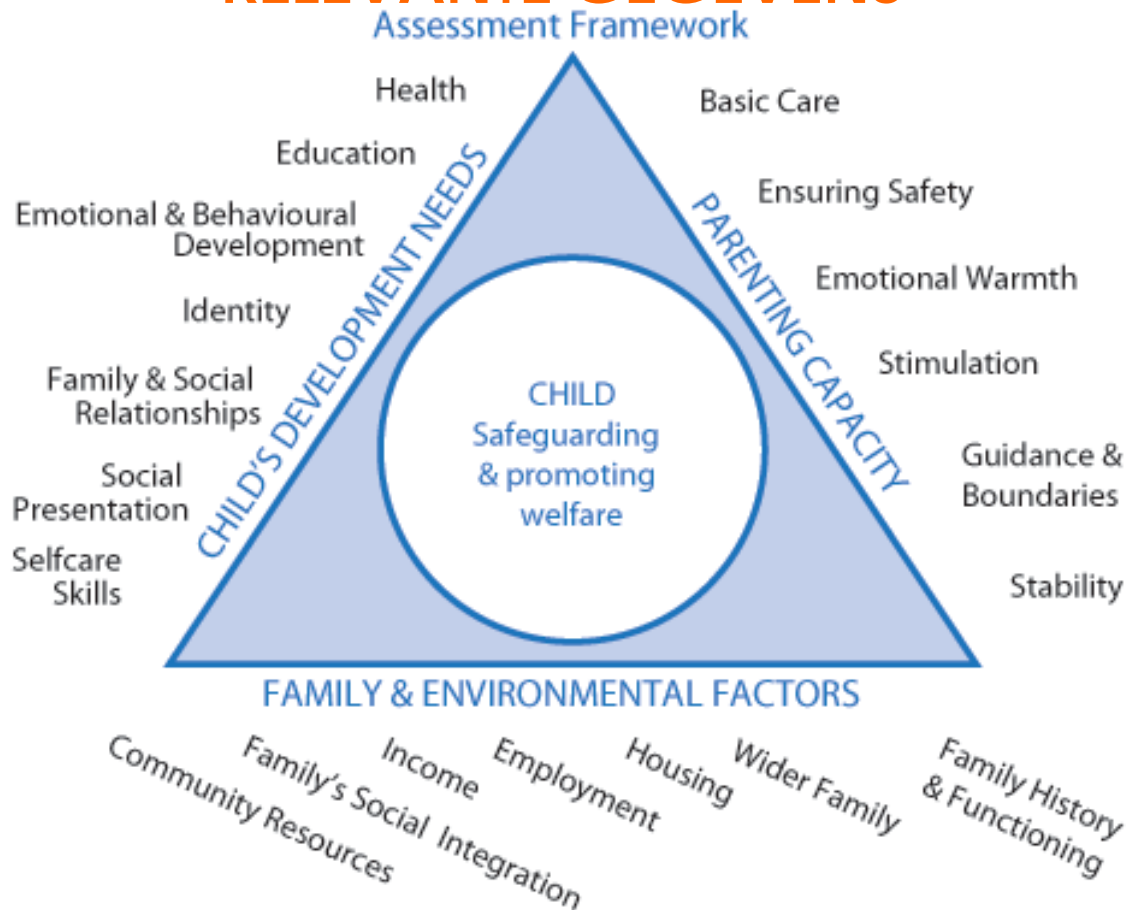 RELEVANTE GEGEVENS
Assessment Framework
Health
Education
Emotional & Behavioural
Development
Identity
Family & Social
Relationships
Social
Presentation
Selfcare
Skills
CHILD'S DEVELOPMENT NEEDS
CHILD
Safeguarding
& promoting
welfare
PARENTING CAPACITY
Basic Care
Ensuring Safety
Emotional Warmth
Stimulation
Guidance &
Boundaries
Stability
FAMILY & ENVIRONMENTAL FACTORS
Community Resources
Family's Social Integration
Income
Employment
Housing
Wider Family
Family History
& Functioning